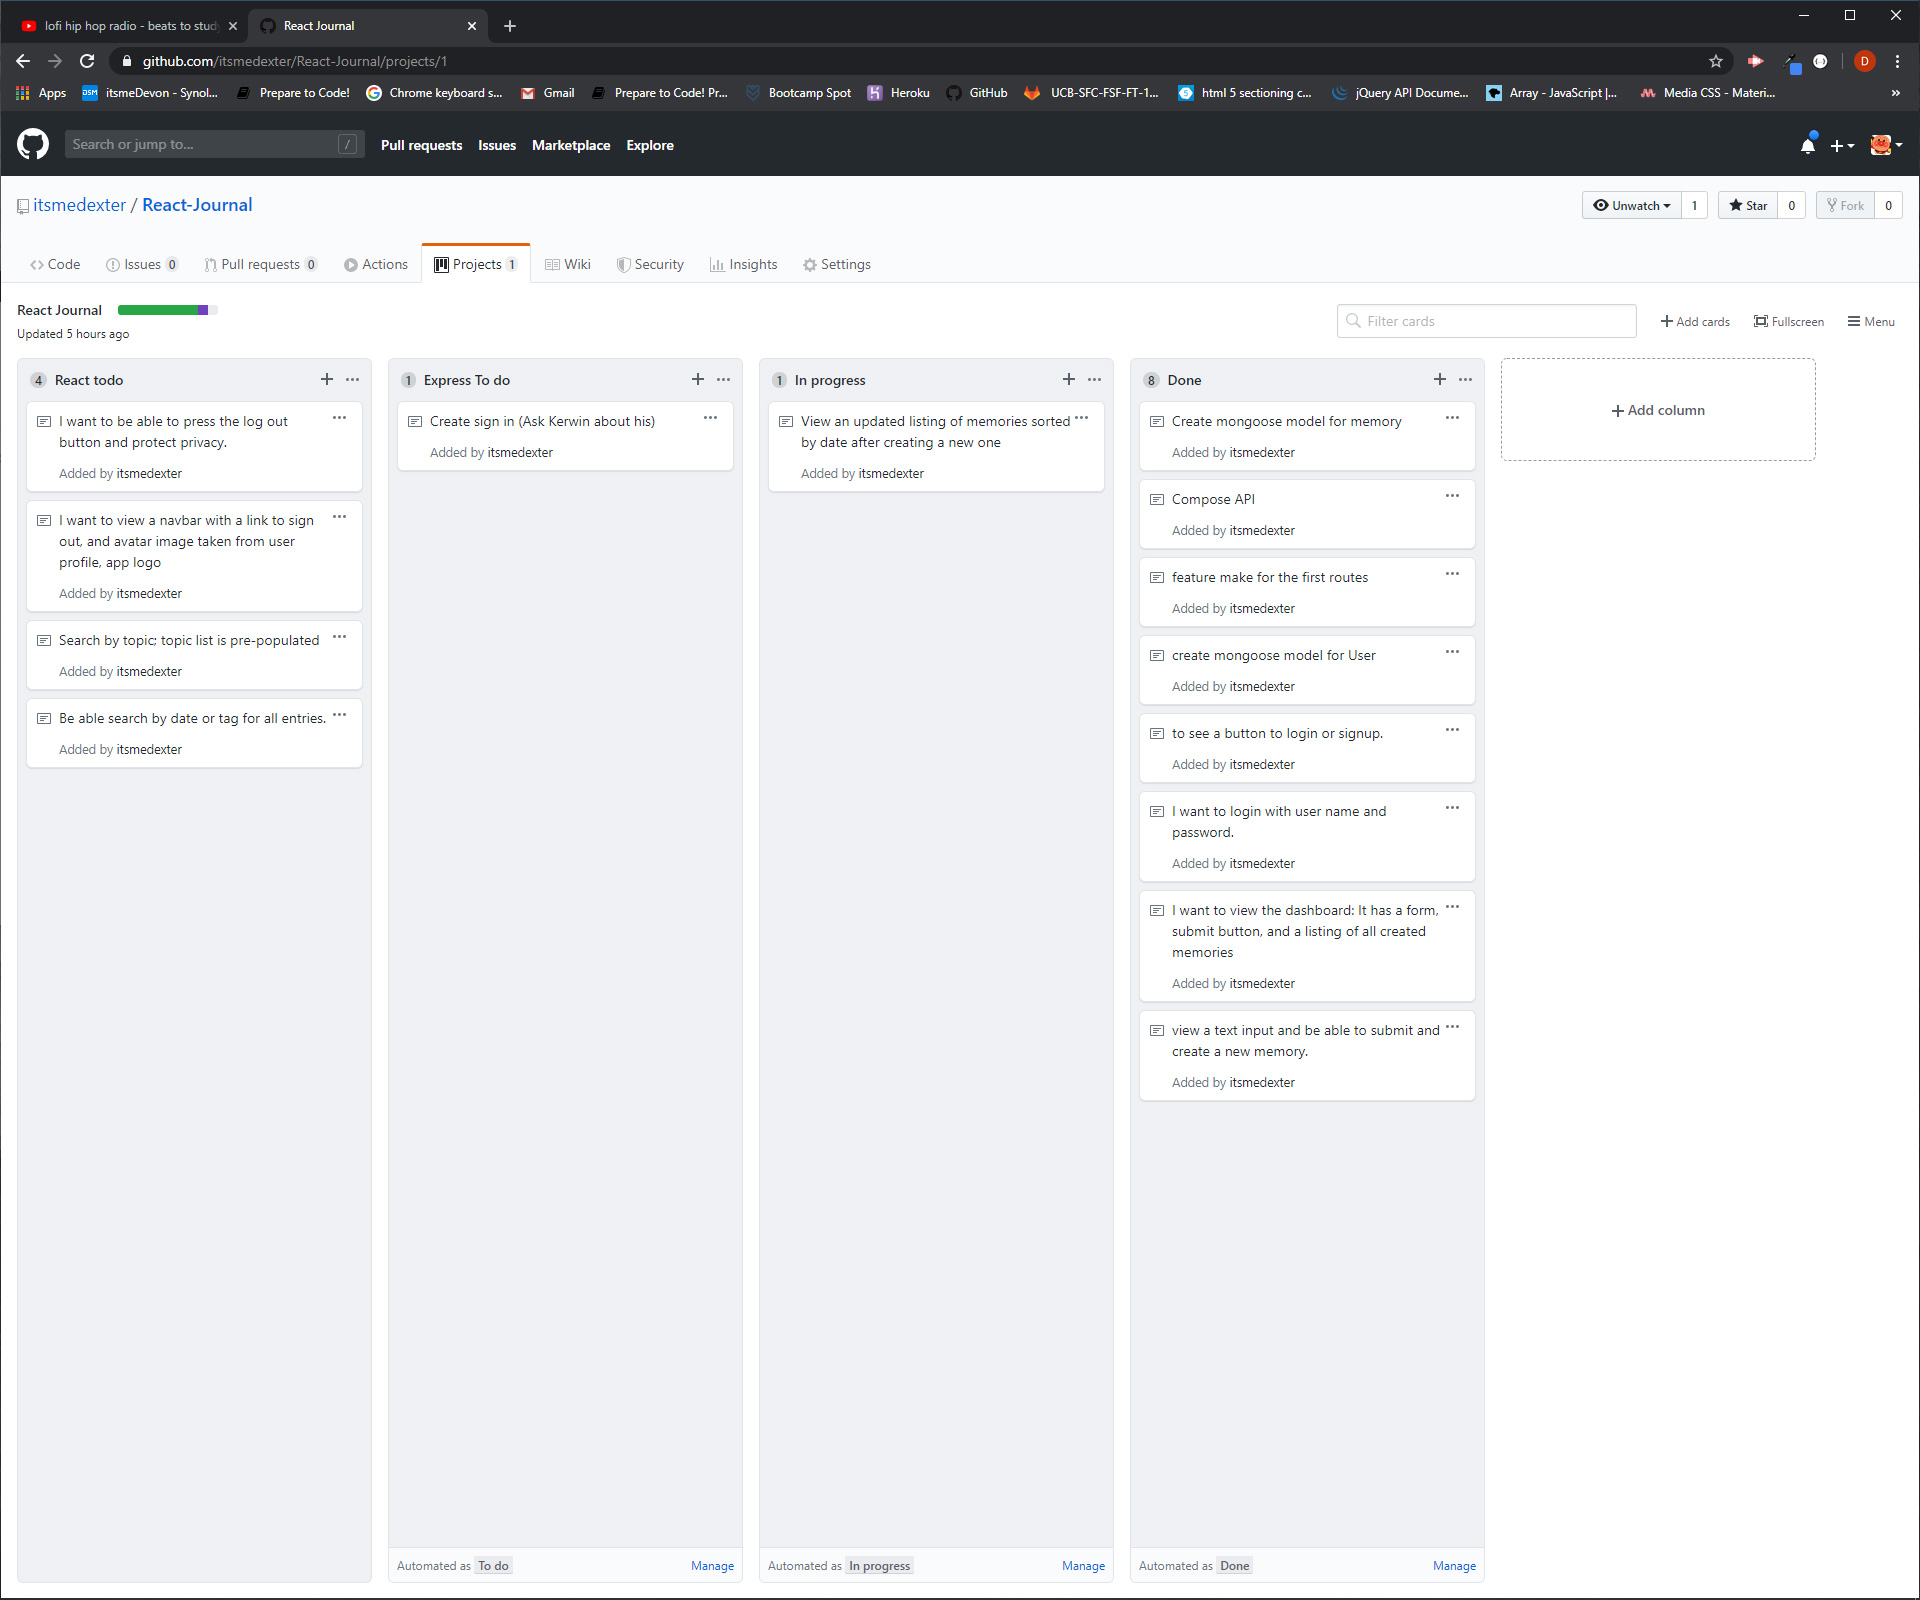 lofi hip hop radio - beats to stud
React Journal
github.com/itsmedexter/React-Journal/projects/1
D
Apps
DSM
itsmeDevon - Synol...
Prepare to Code!
Chrome keyboard s...
Gmail
Prepare to Code! Pr...
Bootcamp Spot
Heroku
GitHub
UCB-SFC-FSF-FT-1...
html 5 sectioning c...
jQuery API Docume...
Array - JavaScript |...
Media CSS - Materi...
»
Search or jump to...
/
Pull requests
Issues
Marketplace
Explore
itsmedexter / React-Journal
Unwatch 1
Star 0
Fork 0
Code
Issues 0
Pull requests 0
Actions
Projects 1
Wiki
Security
Insights
Settings
React Journal
Updated 5 hours ago
Filter cards
Add cards
Fullscreen
Menu
4 React todo
I want to be able to press the log out
button and protect privacy.
Added by itsmedexter
I want to view a navbar with a link to sign
out, and avatar image taken from user
profile, app logo
Added by itsmedexter
Search by topic; topic list is pre-populated
Added by itsmedexter
Be able search by date or tag for all entries.
Added by itsmedexter
1 Express To do
Create sign in (Ask Kerwin about his)
Added by itsmedexter
Automated as To do
Manage
1 In progress
View an updated listing of memories sorted
by date after creating a new one
Added by itsmedexter
Automated as In progress
Manage
8 Done
Create mongoose model for memory
Added by itsmedexter
Compose API
Added by itsmedexter
feature make for the first routes
Added by itsmedexter
create mongoose model for User
Added by itsmedexter
to see a button to login or signup.
Added by itsmedexter
I want to login with user name and
password.
Added by itsmedexter
I want to view the dashboard: It has a form,
submit button, and a listing of all created
memories
Added by itsmedexter
view a text input and be able to submit and
create a new memory.
Added by itsmedexter
Automated as Done
Manage
Add column